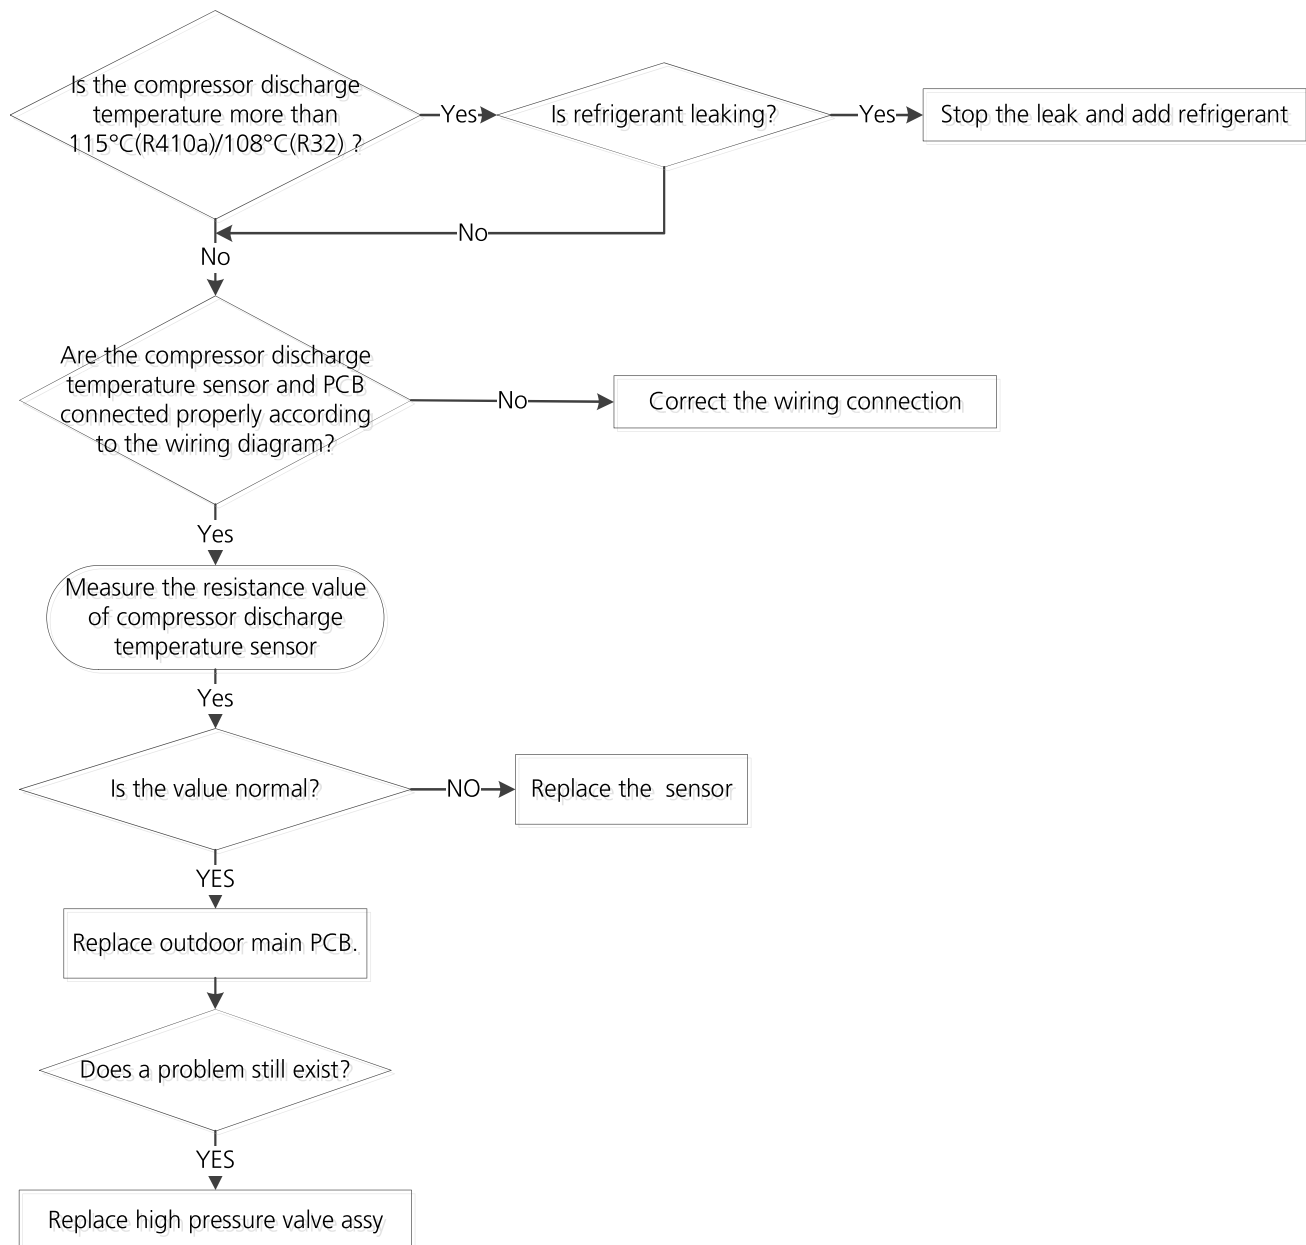 Is the compressor discharge
temperature more than
115°C(R410a)/108°C(R32) ?
Yes
Is refrigerant leaking?
Yes
Stop the leak and add refrigerant
No
No
Are the compressor discharge
temperature sensor and PCB
connected properly according
to the wiring diagram?
No
Correct the wiring connection
Yes
Measure the resistance value
of compressor discharge
temperature sensor
Yes
Is the value normal?
NO
Replace the  sensor
YES
Replace outdoor main PCB.
Does a problem still exist?
YES
Replace high pressure valve assy